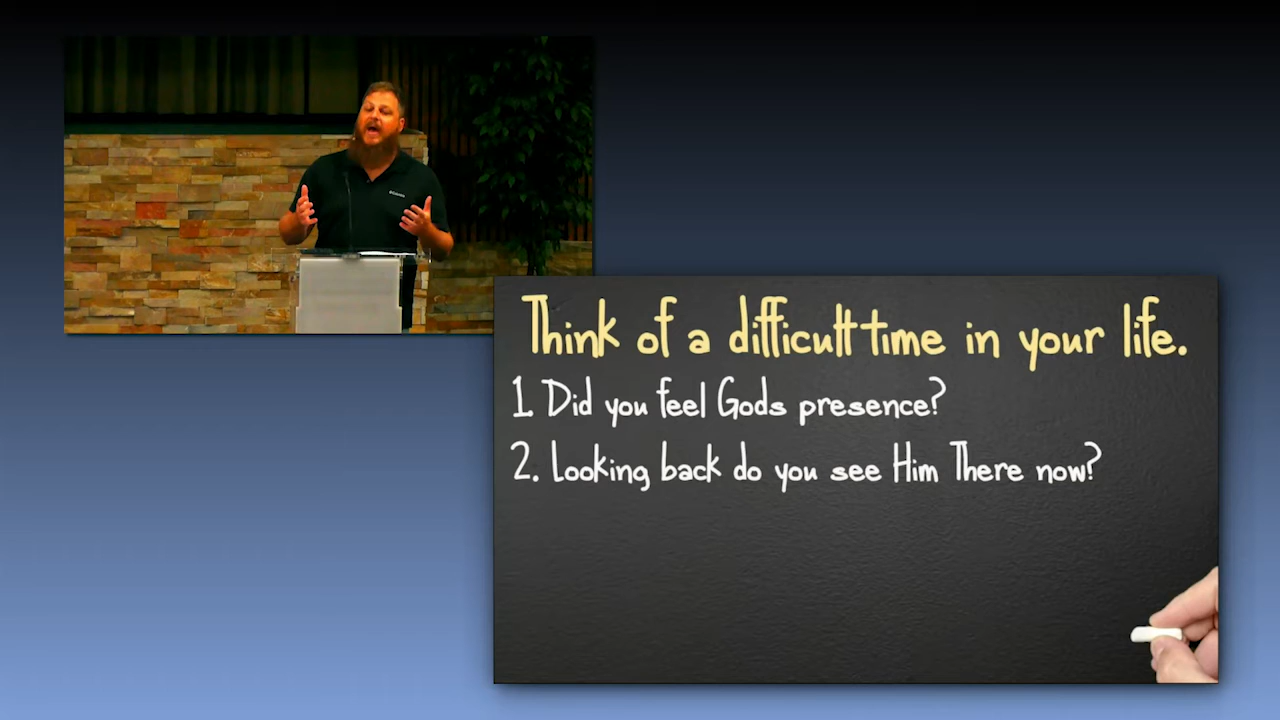 Think of a difficult time in your life.
1. Did you feel Gods presence?
2. Looking back do you see Him There now?